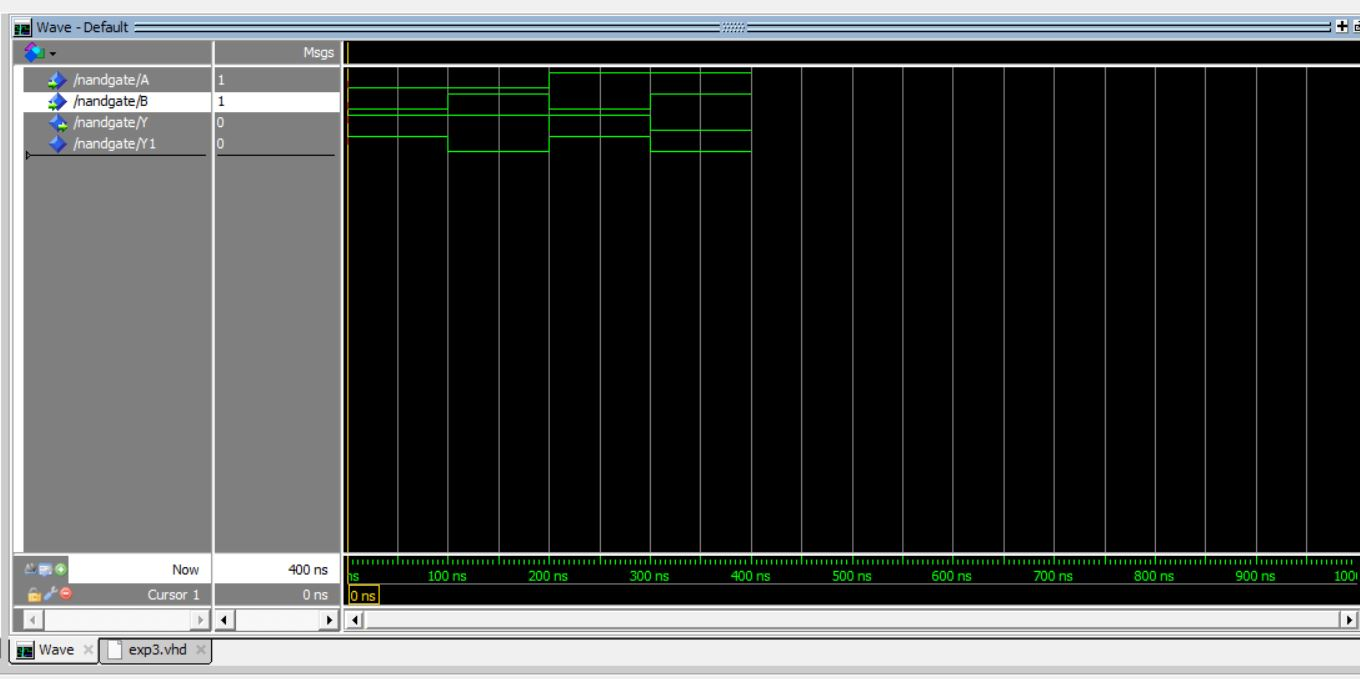 Wave - Default
Msgs
/nandgate/A 1
/nandgate/B 1
/nandgate/Y 0
/nandgate/Y1 0
Now 400 ns
ns 100 ns 200 ns 300 ns 400 ns 500 ns 600 ns 700 ns 800 ns 900 ns 100
Cursor 1 0 ns 0 ns
Wave exp3.vhd